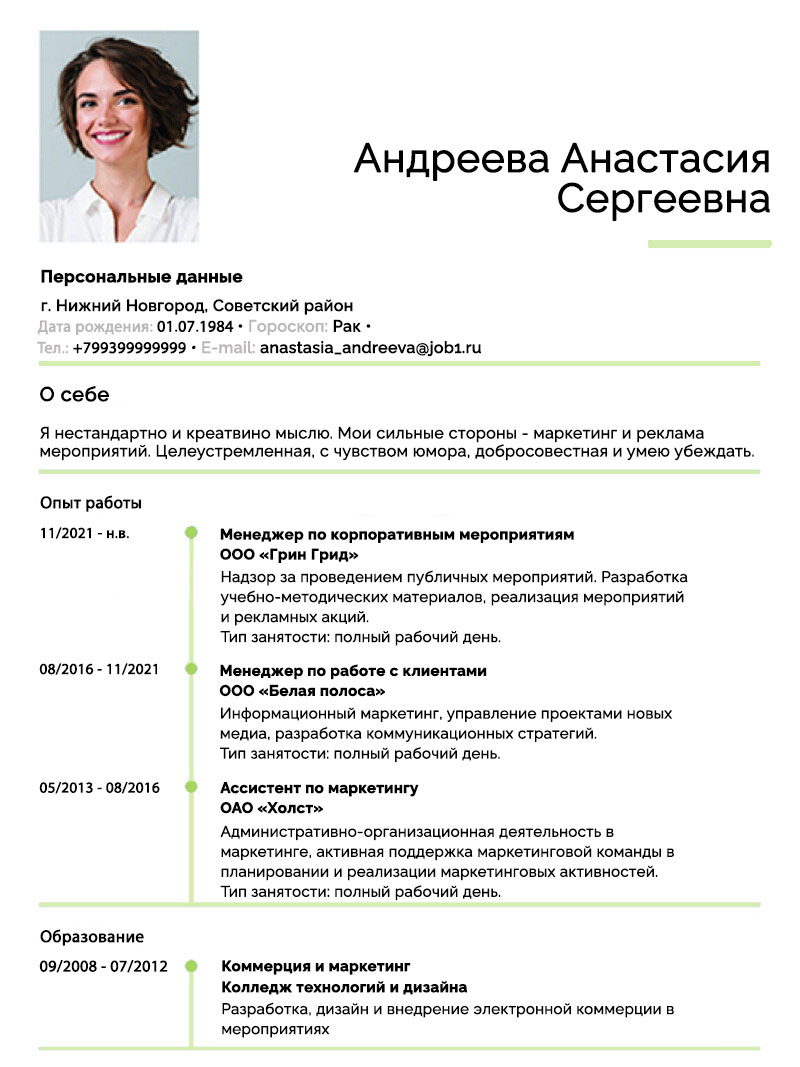 Андреева Анастасия
Сергеевна
Персональные данные
г. Нижний Новгород, Советский район
Дата рождения: 01.07.1984 • Гороскоп: Рак •
Тел.: +799399999999 • E-mail: anastasia_andreeva@job1.ru
О себе
Я нестандартно и креатвино мыслю. Мои сильные стороны - маркетинг и реклама
мероприятий. Целеустремленная, с чувством юмора, добросовестная и умею убеждать.
Опыт работы
11/2021 - н.в.
Менеджер по корпоративным мероприятиям
ООО «Грин Грид»
Надзор за проведением публичных мероприятий. Разработка
учебно-методических материалов, реализация мероприятий
и рекламных акций.
Тип занятости: полный рабочий день.
08/2016 - 11/2021
Менеджер по работе с клиентами
ООО «Белая полоса»
Информационный маркетинг, управление проектами новых
медиа, разработка коммуникационных стратегий.
Тип занятости: полный рабочий день.
05/2013 - 08/2016
Ассистент по маркетингу
ОАО «Холст»
Административно-организационная деятельность в
маркетинге, активная поддержка маркетинговой команды в
планировании и реализации маркетинговых активностей.
Тип занятости: полный рабочий день.
Образование
09/2008 - 07/2012
Коммерция и маркетинг
Колледж технологий и дизайна
Разработка, дизайн и внедрение электронной коммерции в
мероприятиях